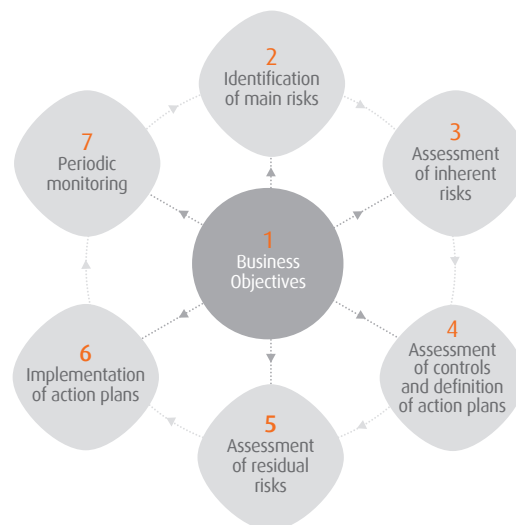 1
Business
Objectives
2
Identification
of main risks
3
Assessment
of inherent
risks
4
Assessment
of controls
and definition
of action plans
5
Assessment
of residual
risks
6
Implementation
of action plans
7
Periodic
monitoring